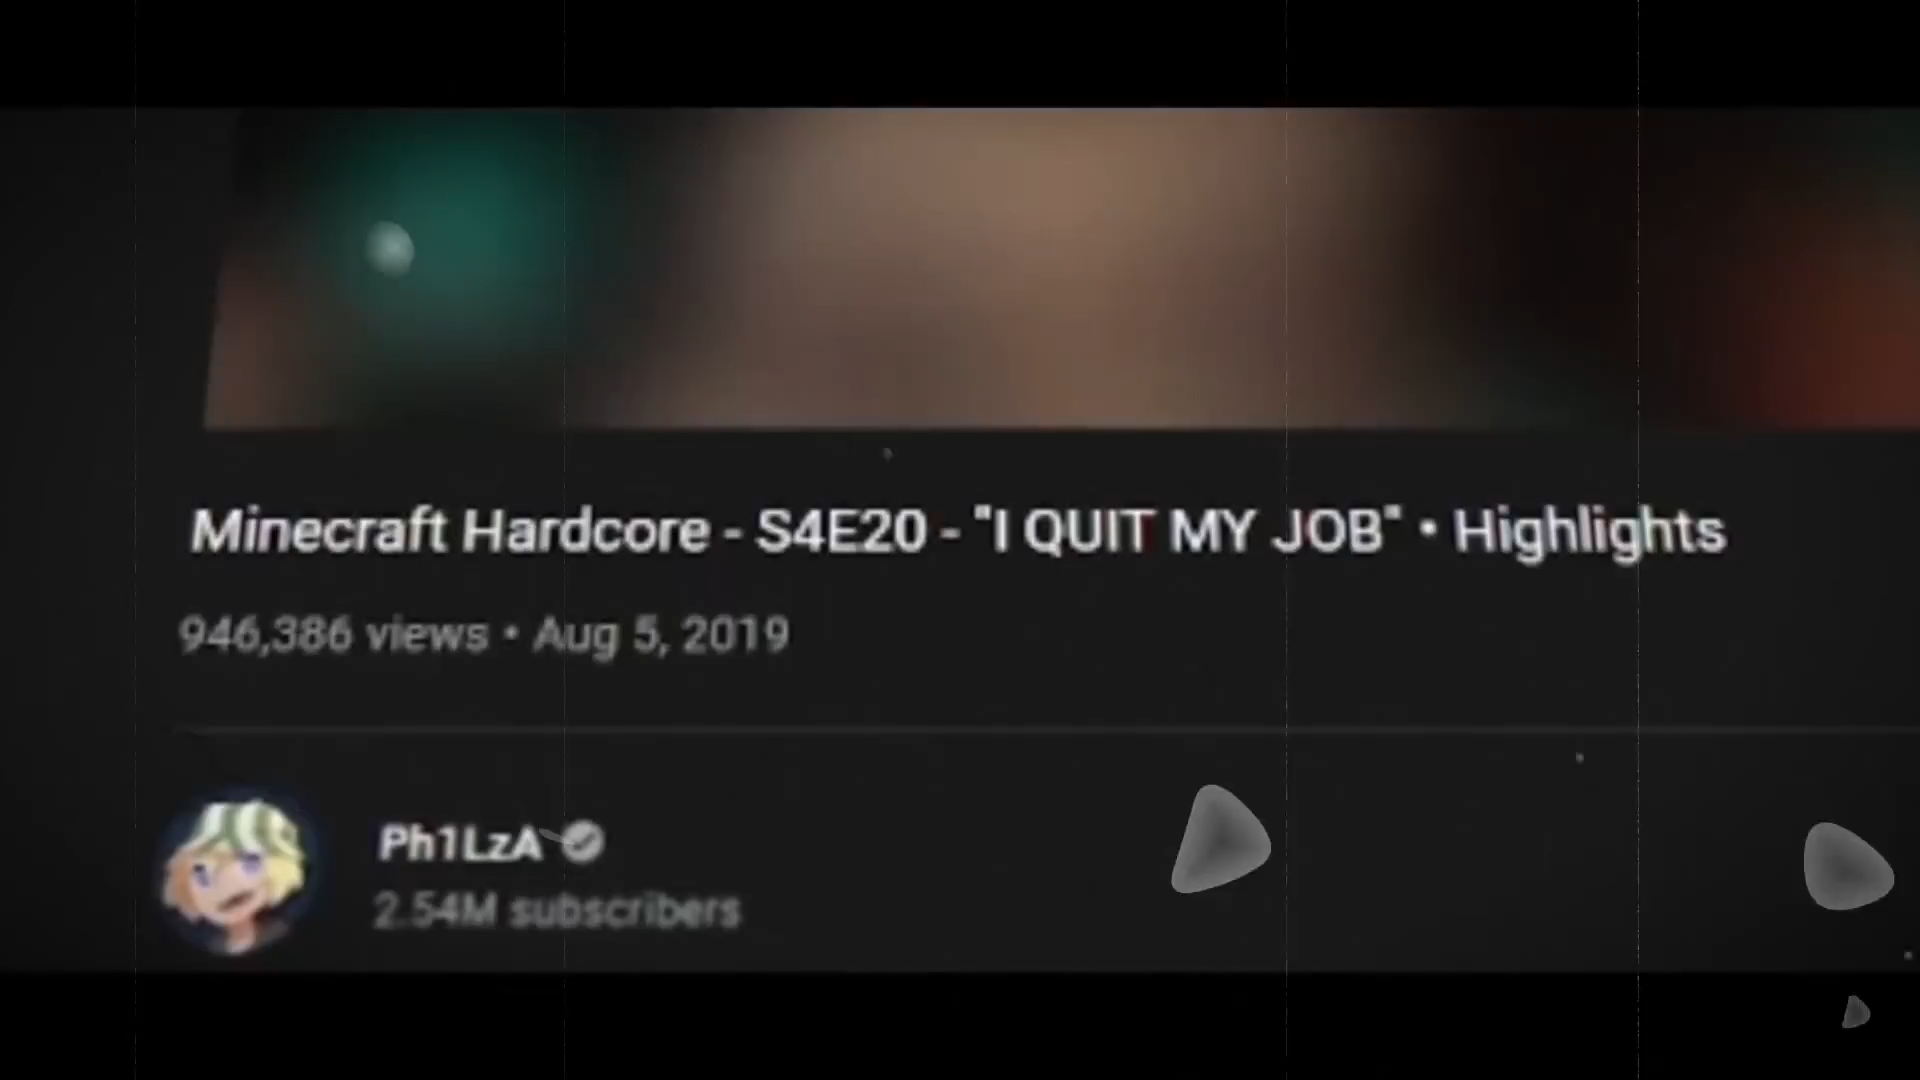 Minecraft Hardcore - S4E20 - "I QUIT MY JOB" • Highlights
946,386 views • Aug 5, 2019
Ph1LzA
2.54M subscribers